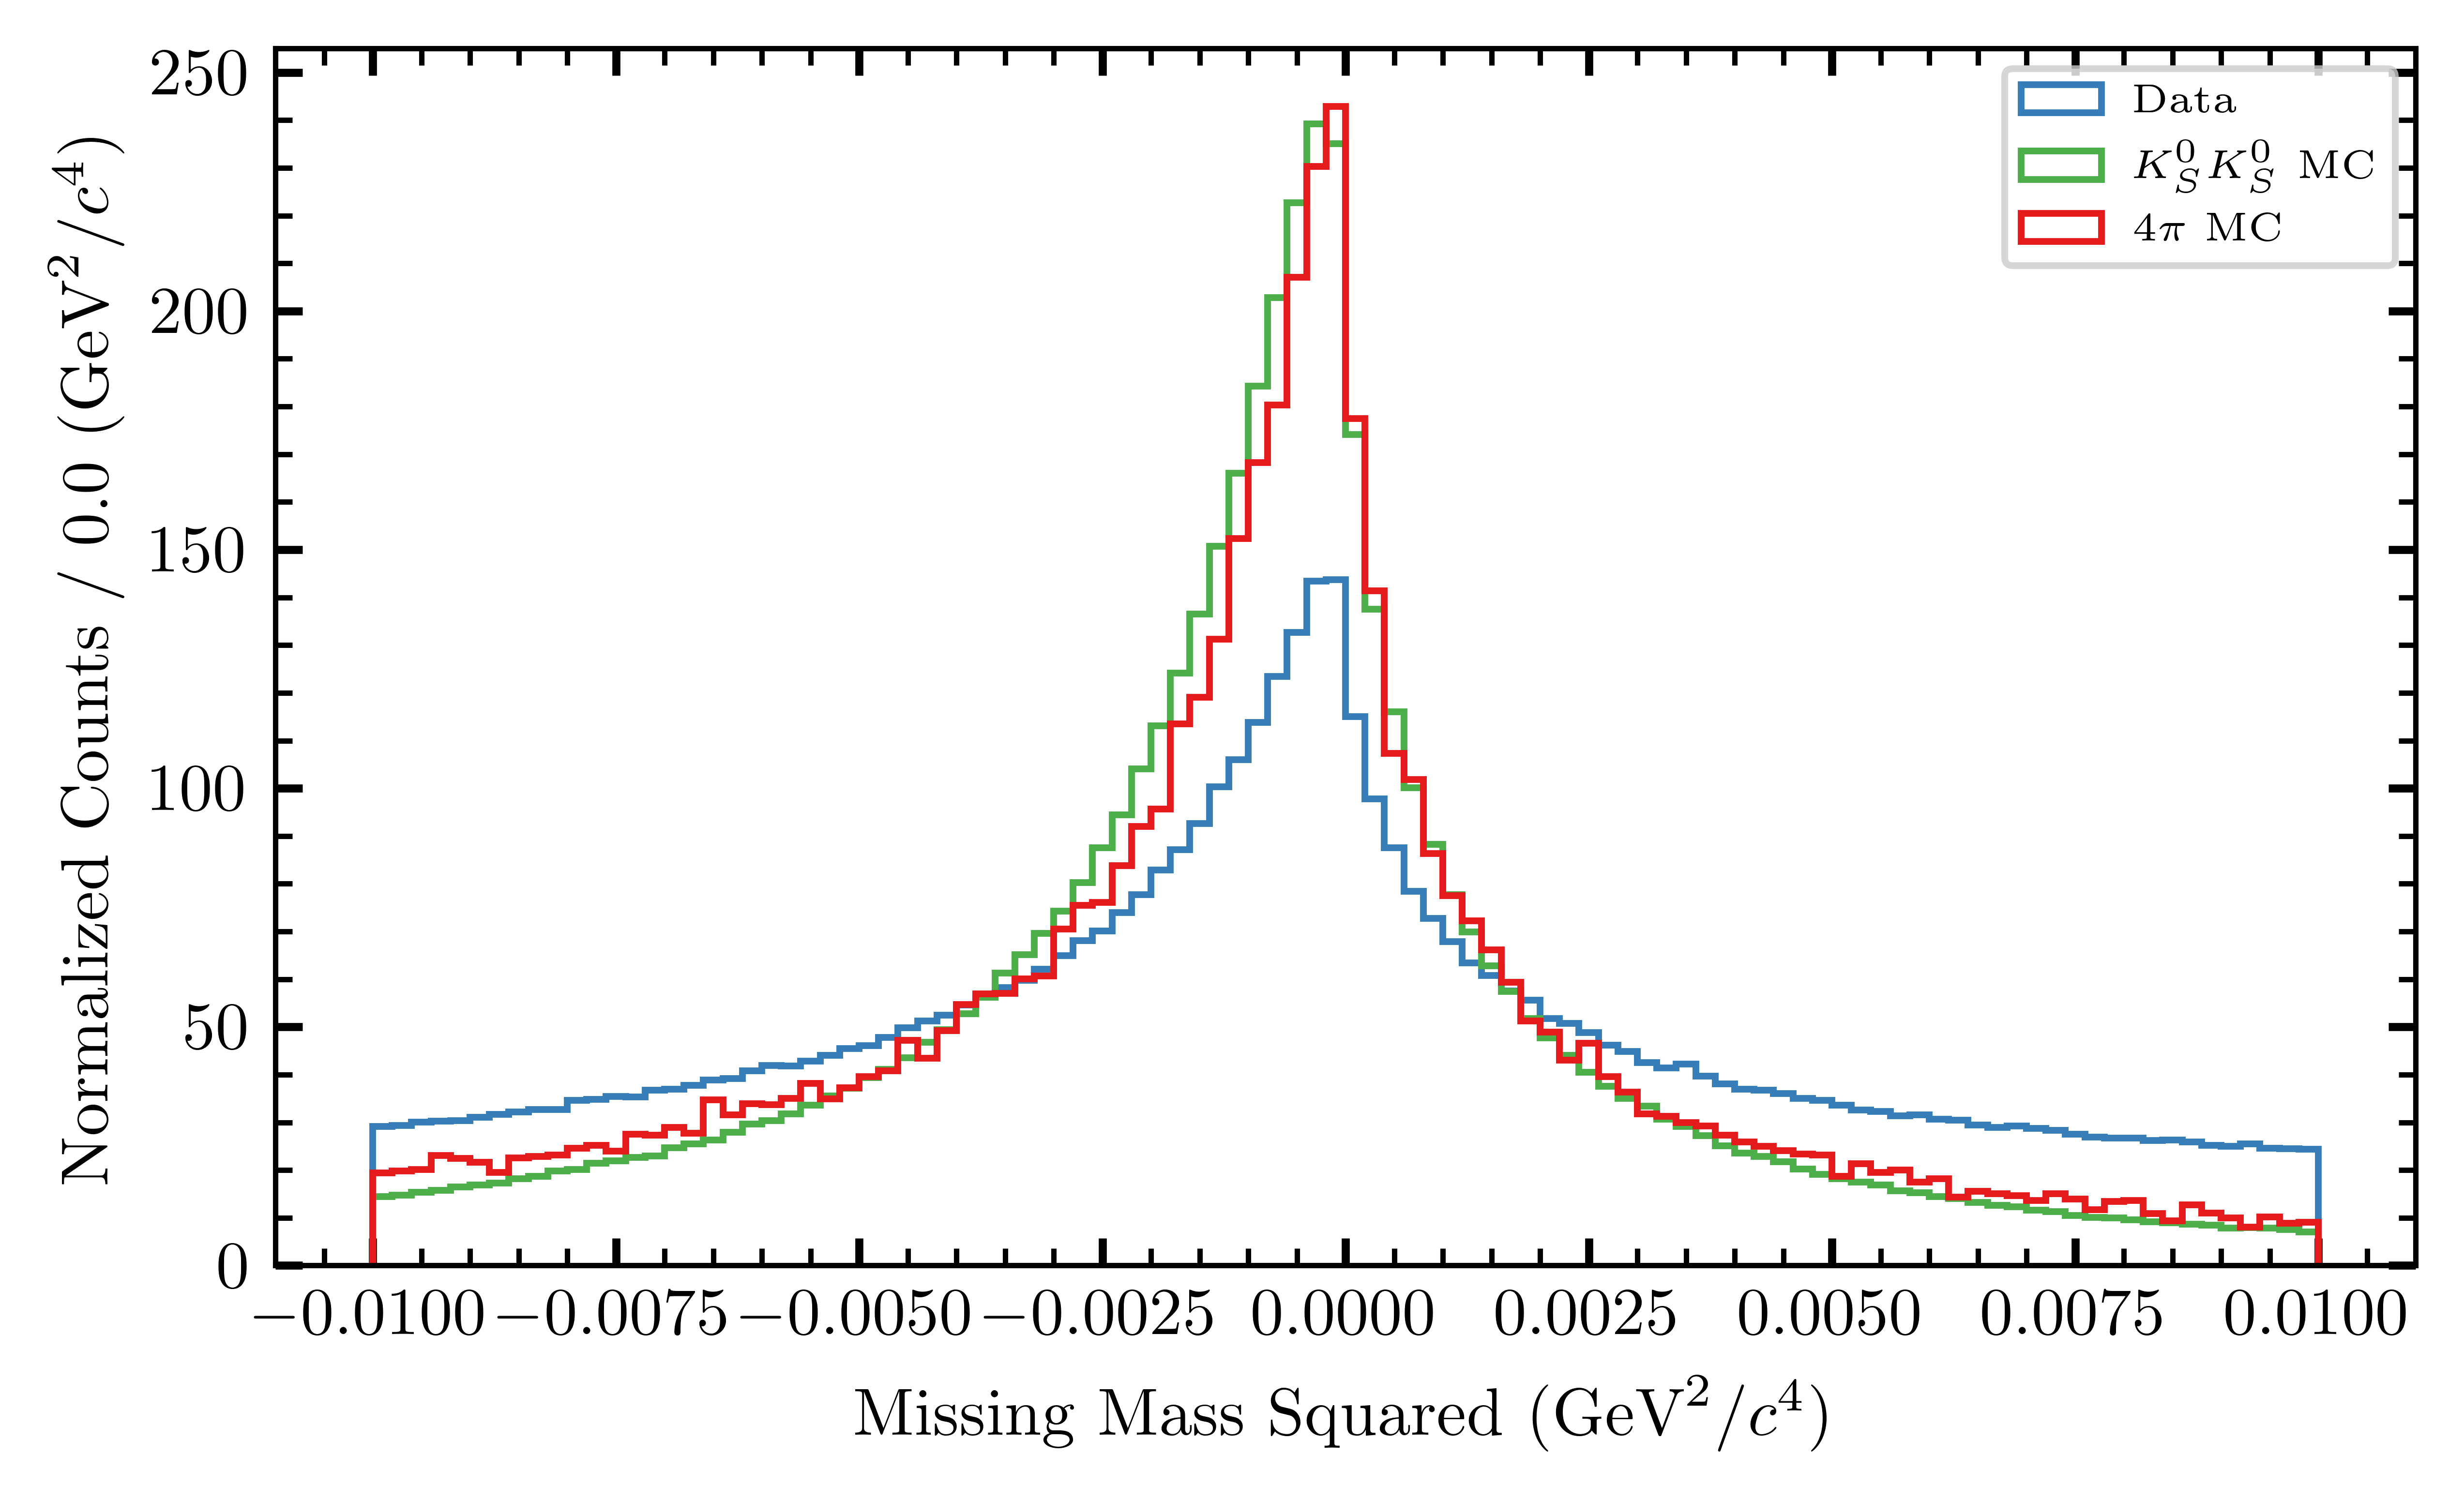 Normalized Counts / 0.0 (GeV²/c⁴)
250
200
150
100
50
0
Data
K⁰_S K⁰_S MC
4π MC
−0.0100 −0.0075 −0.0050 −0.0025 0.0000 0.0025 0.0050 0.0075 0.0100
Missing Mass Squared (GeV²/c⁴)